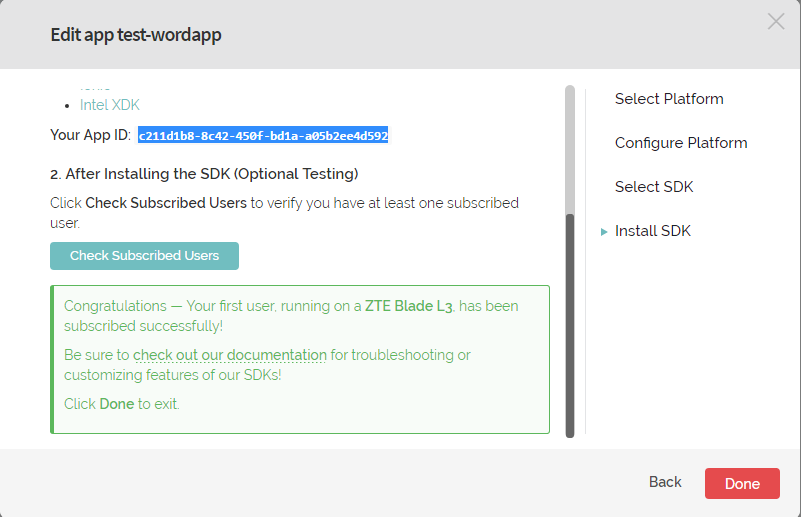 Edit app test-wordapp
Intel XDK
Your App ID: c211d1b8-8c42-450f-bd1a-a05b2ee4d592
2. After Installing the SDK (Optional Testing)
Click Check Subscribed Users to verify you have at least one subscribed
user.
Check Subscribed Users
Congratulations — Your first user, running on a ZTE Blade L3, has been
subscribed successfully!
Be sure to check out our documentation for troubleshooting or
customizing features of our SDKs!
Click Done to exit.
Select Platform
Configure Platform
Select SDK
Install SDK
Back
Done